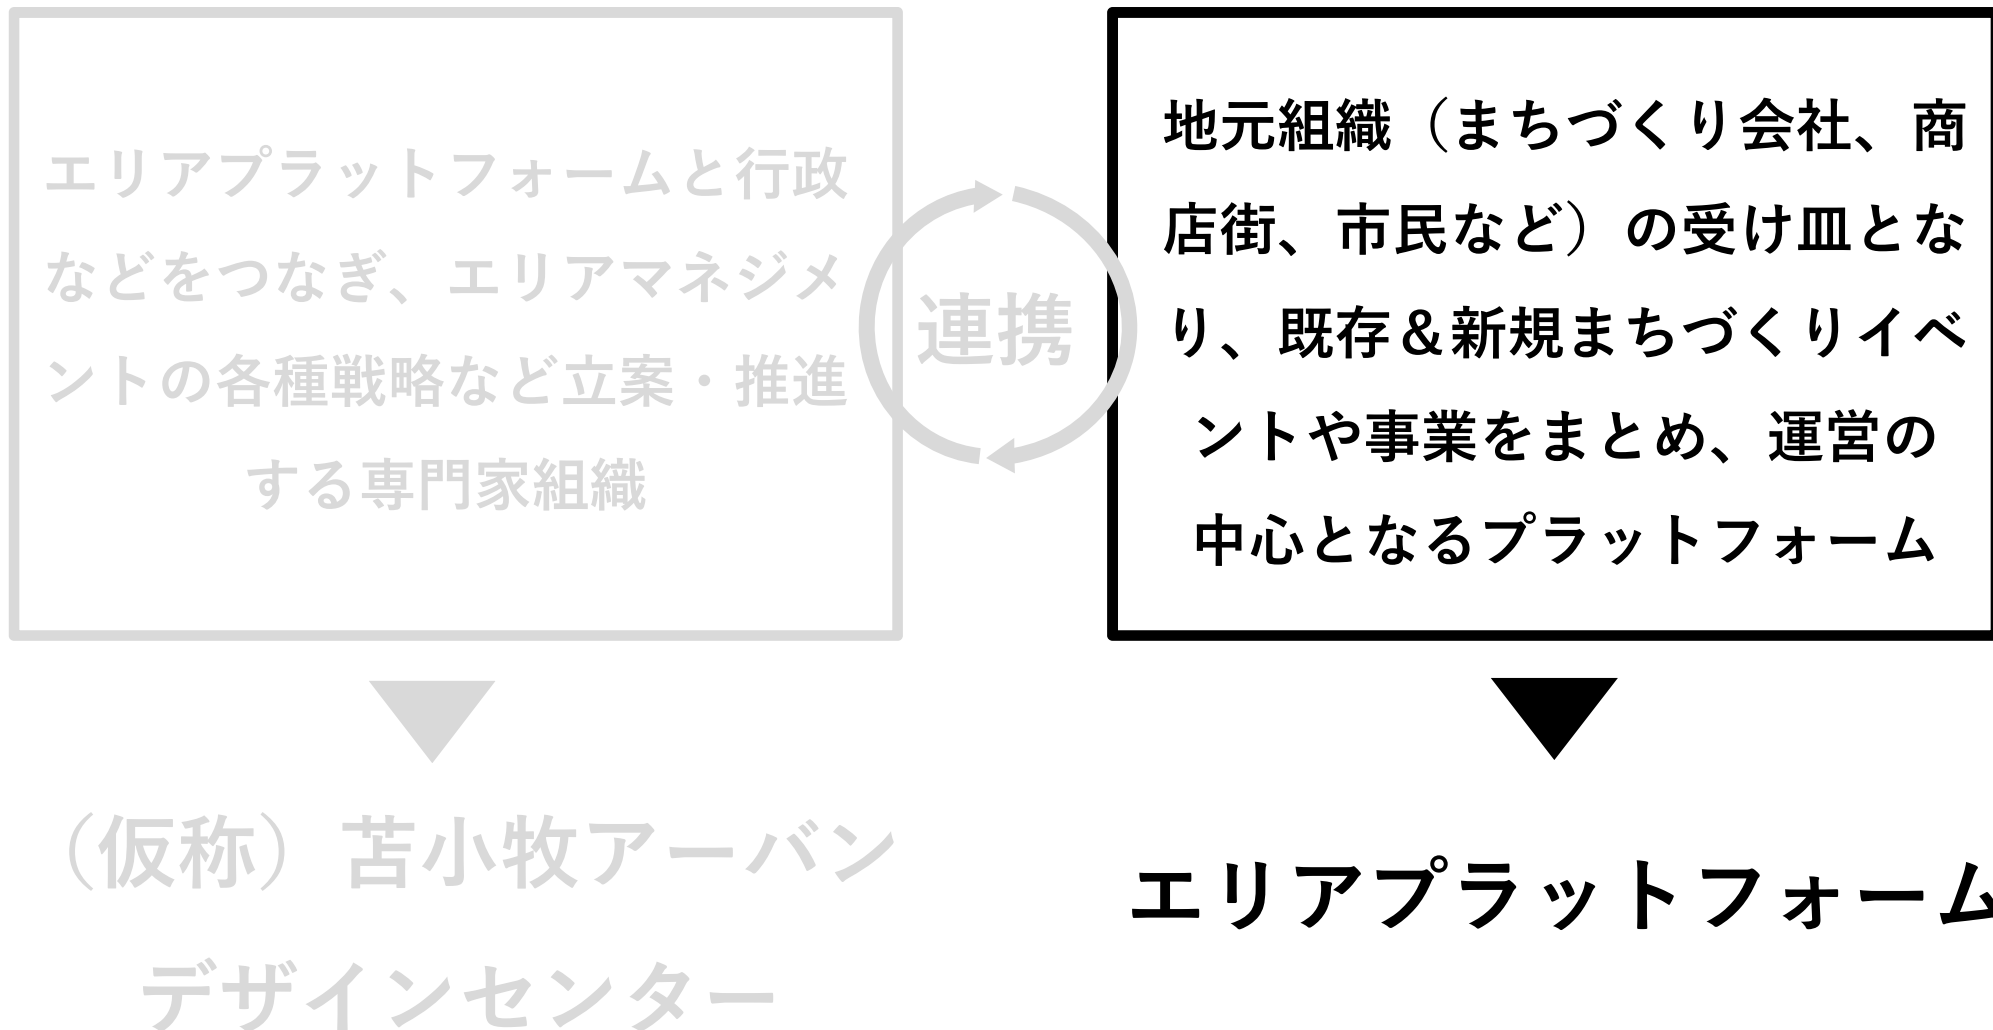 エリアプラットフォームと行政
などをつなぎ、エリアマネジメ
ントの各種戦略など立案・推進
する専門家組織
連携
地元組織（まちづくり会社、商
店街、市民など）の受け皿とな
り、既存＆新規まちづくりイベ
ントや事業をまとめ、運営の
中心となるプラットフォーム
（仮称）苫小牧アーバン
デザインセンター
エリアプラットフォーム